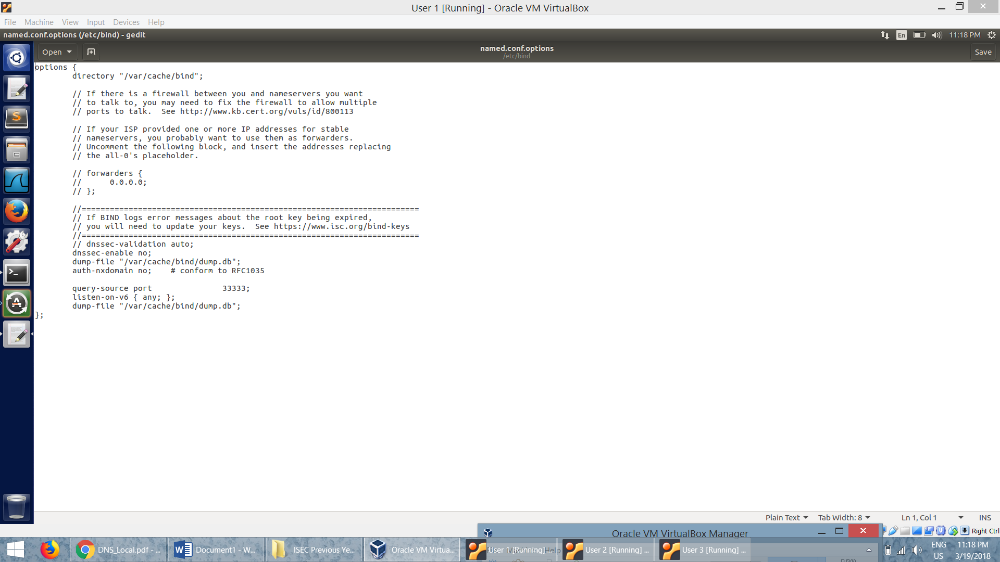 User 1 [Running] - Oracle VM VirtualBox
File Machine View Input Devices Help
named.conf.options (/etc/bind) - gedit
En 11:18 PM
Open
named.conf.options
/etc/bind
Save
options {
directory "/var/cache/bind";
// If there is a firewall between you and nameservers you want
// to talk to, you may need to fix the firewall to allow multiple
// ports to talk.  See http://www.kb.cert.org/vuls/id/800113
// If your ISP provided one or more IP addresses for stable
// nameservers, you probably want to use them as forwarders.
// Uncomment the following block, and insert the addresses replacing
// the all-0's placeholder.
// forwarders {
//      0.0.0.0;
// };
//========================================================================
// If BIND logs error messages about the root key being expired,
// you will need to update your keys.  See https://www.isc.org/bind-keys
//========================================================================
// dnssec-validation auto;
dnssec-enable no;
dump-file "/var/cache/bind/dump.db";
auth-nxdomain no;    # conform to RFC1035
query-source port               33333;
listen-on-v6 { any; };
dump-file "/var/cache/bind/dump.db";
};
Plain Text Tab Width: 8 Ln 1, Col 1 INS
Oracle VM VirtualBox Manager
Right Ctrl
DNS_Local.pdf - ...
Document1 - W...
ISEC Previous Ye...
Oracle VM Virtua...
User 1 [Running] ...
Help
User 2 [Running] ...
User 3 [Running] ...
ENG
US
11:18 PM
3/19/2018